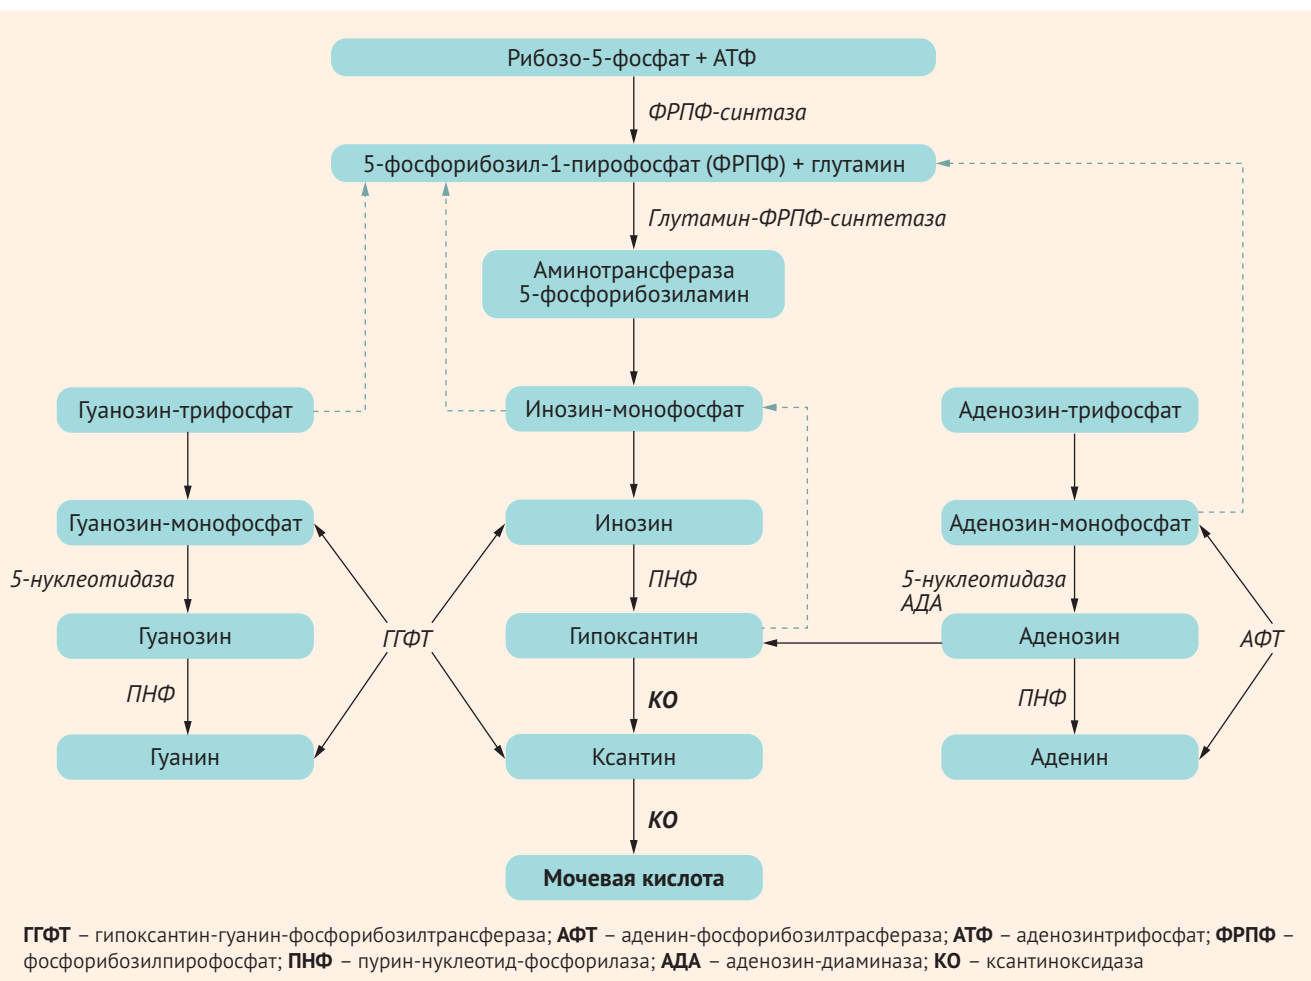 Рибозо-5-фосфат + АТФ
ФРПФ-синтаза
5-фосфорибозил-1-пирофосфат (ФРПФ) + глутамин
Глутамин-ФРПФ-синтетаза
Аминотрансфераза
5-фосфорибозиламин
Гуанозин-трифосфат
Инозин-монофосфат
Аденозин-трифосфат
Гуанозин-монофосфат
Инозин
Аденозин-монофосфат
5-нуклеотидаза
ПНФ
5-нуклеотидаза
АДА
Гуанозин
ГГФТ
Гипоксантин
Аденозин
АФТ
ПНФ
КО
ПНФ
Гуанин
Ксантин
Аденин
КО
Мочевая кислота
ГГФТ – гипоксантин-гуанин-фосфорибозилтрансфераза; АФТ – аденин-фосфорибозилтрасфераза; АТФ – аденозинтрифосфат; ФРПФ –
фосфорибозилпирофосфат; ПНФ – пурин-нуклеотид-фосфорилаза; АДА – аденозин-диаминаза; КО – ксантиноксидаза